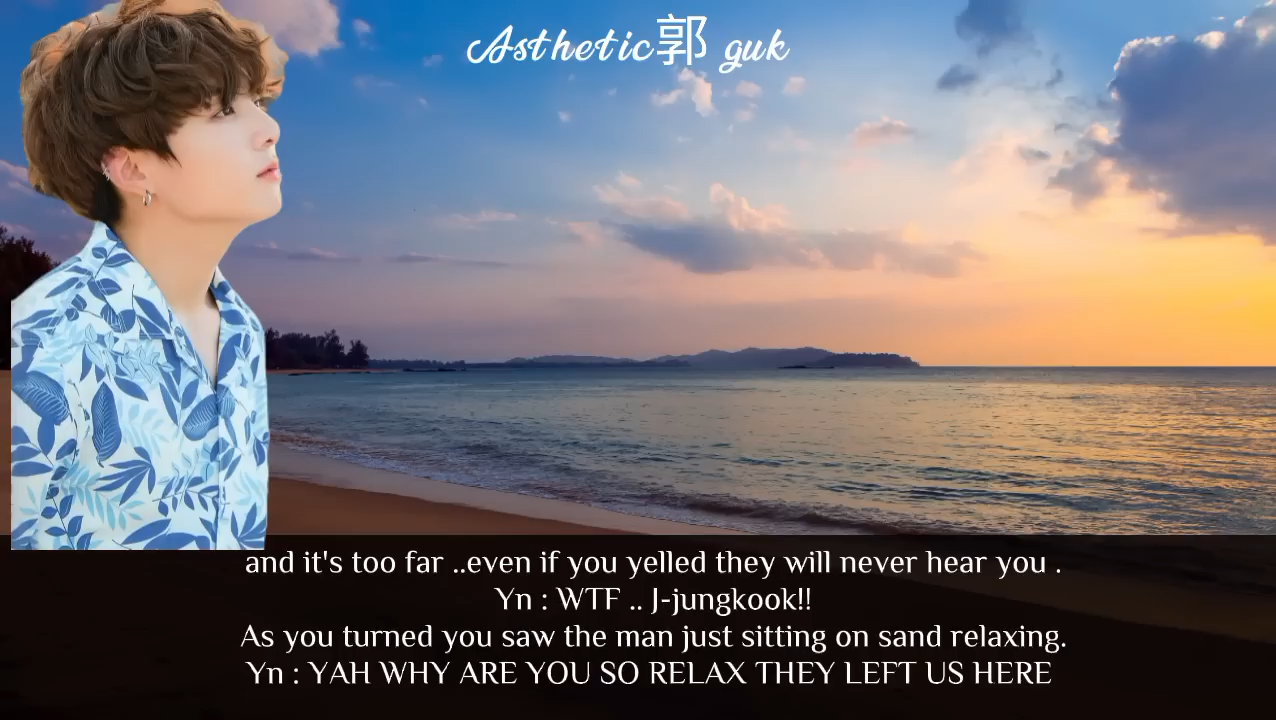 Asthetic郭 guk
and it's too far ..even if you yelled they will never hear you .
Yn : WTF .. J-jungkook!!
As you turned you saw the man just sitting on sand relaxing.
Yn : YAH WHY ARE YOU SO RELAX THEY LEFT US HERE